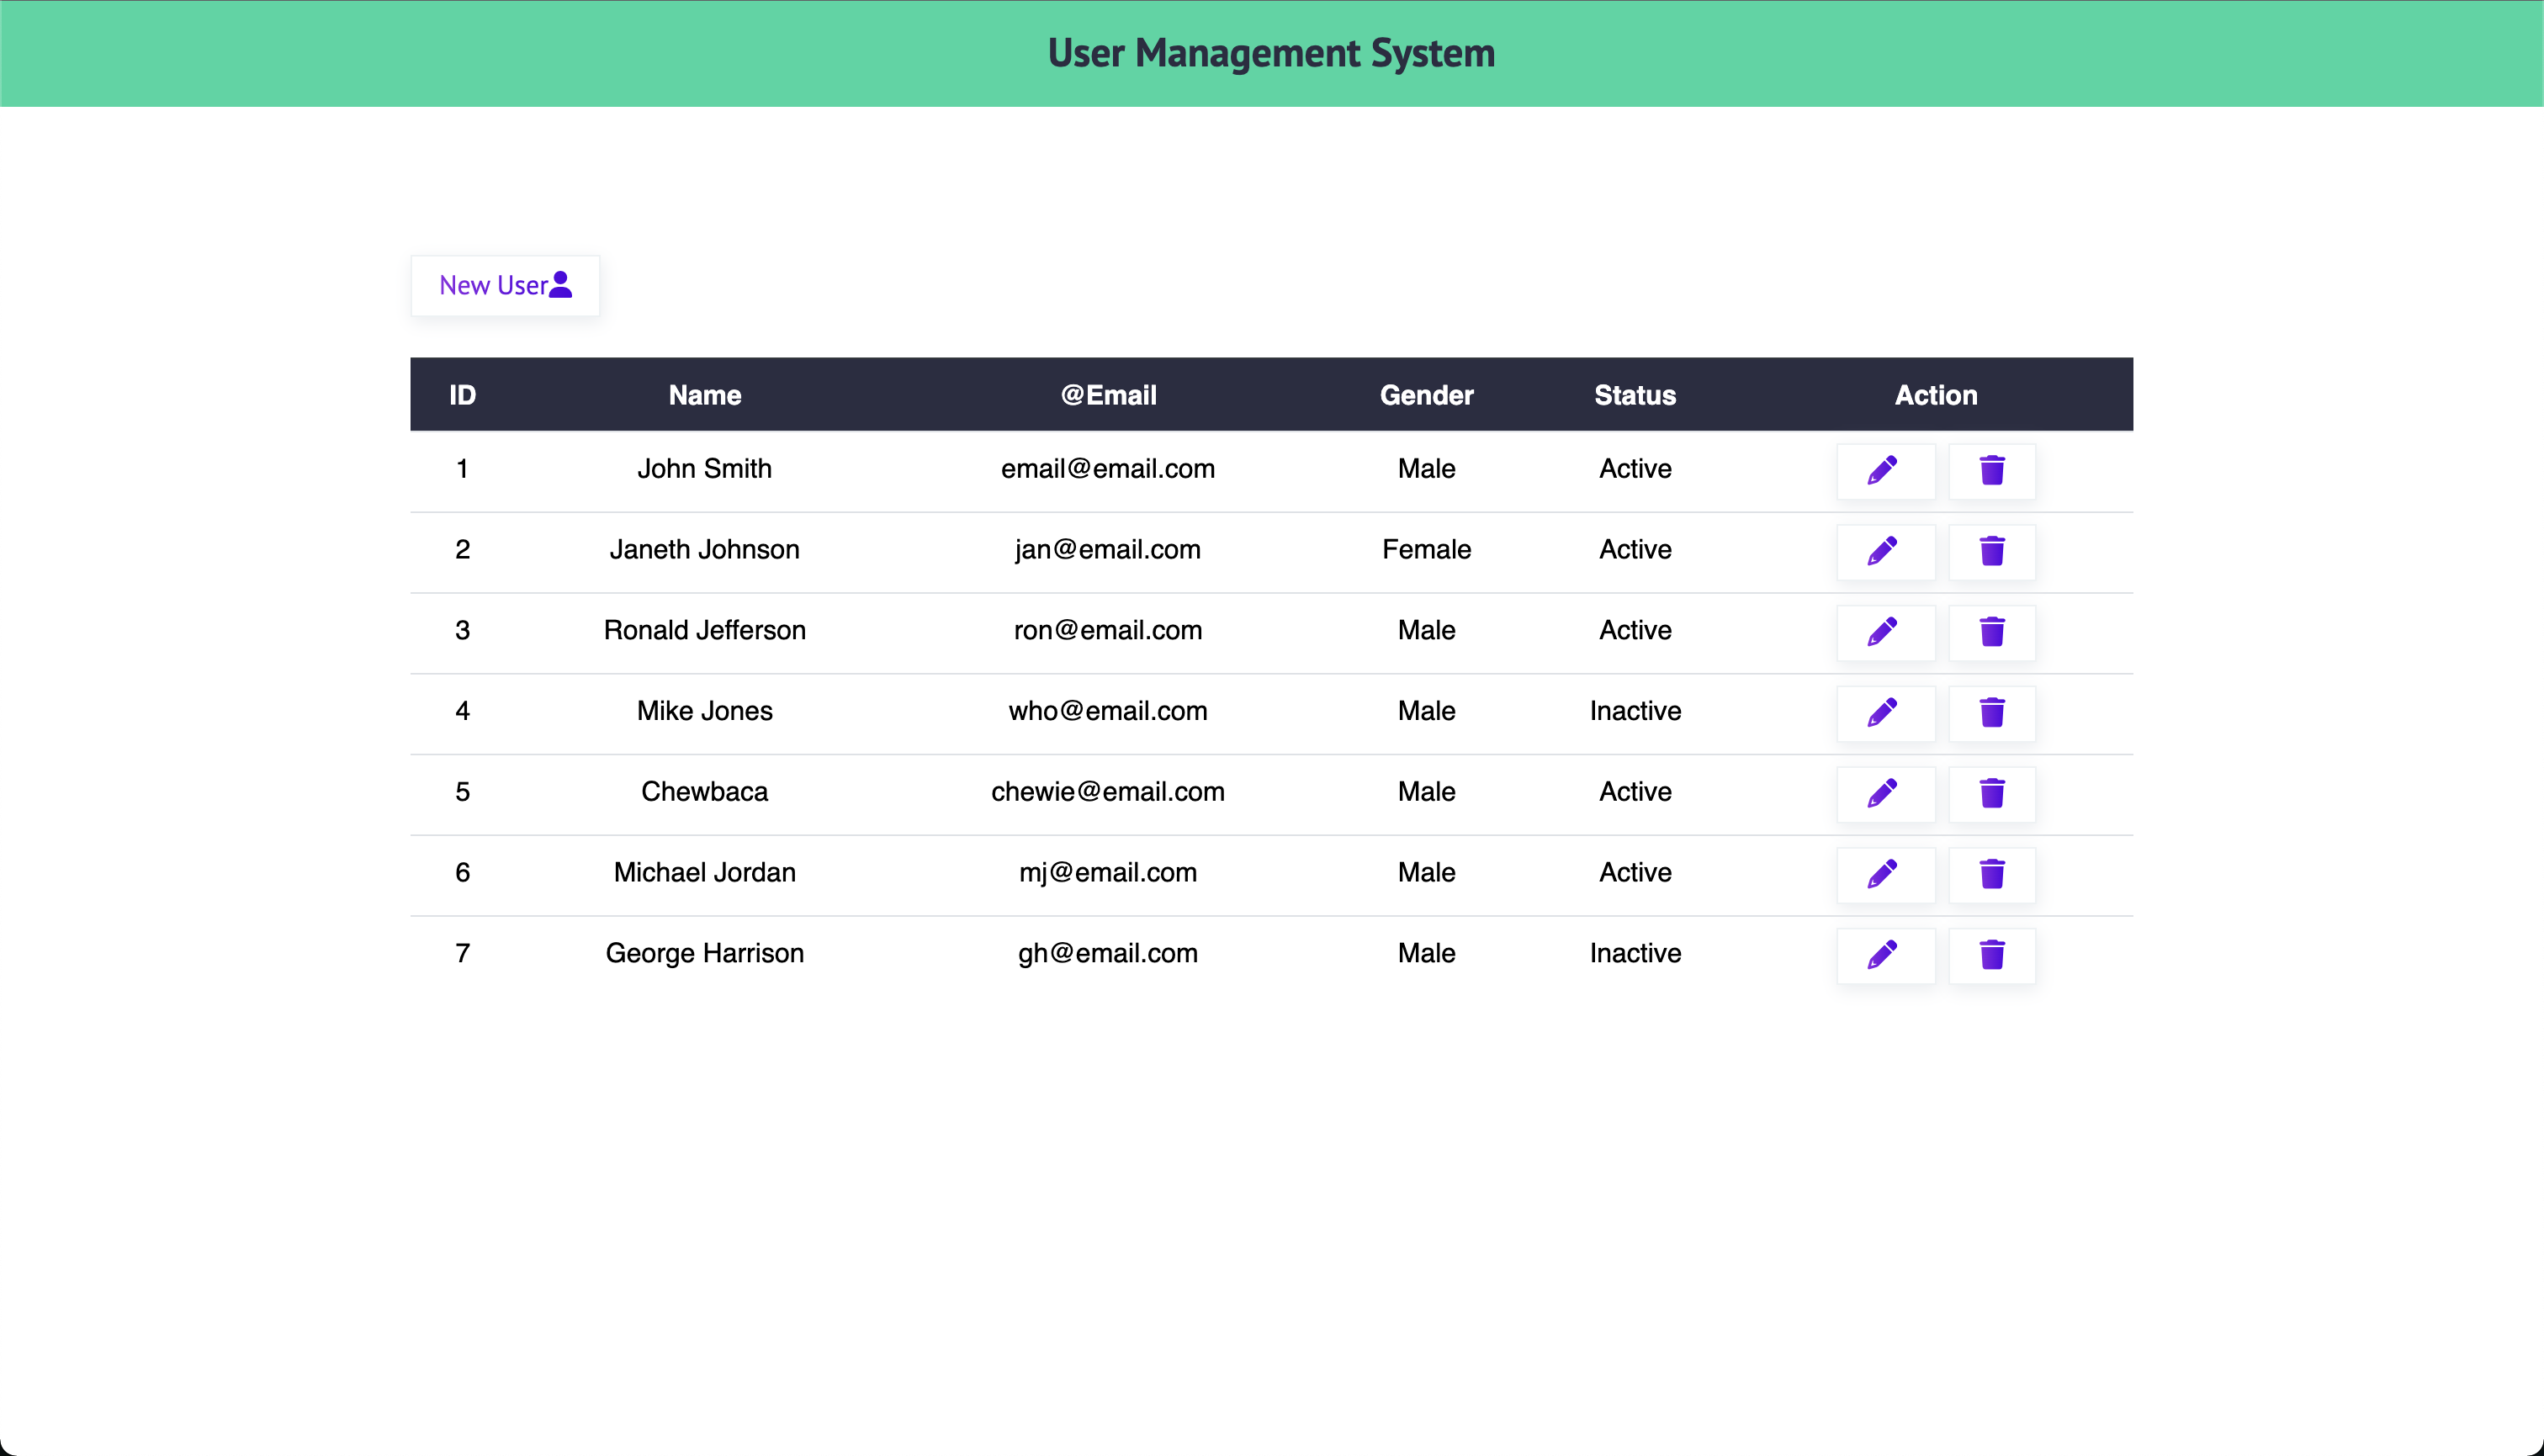 User Management System
New User
ID Name @Email Gender Status Action
1 John Smith email@email.com Male Active
2 Janeth Johnson jan@email.com Female Active
3 Ronald Jefferson ron@email.com Male Active
4 Mike Jones who@email.com Male Inactive
5 Chewbaca chewie@email.com Male Active
6 Michael Jordan mj@email.com Male Active
7 George Harrison gh@email.com Male Inactive